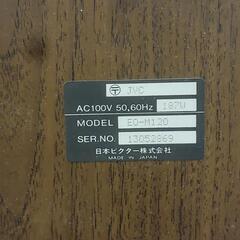 〒 JVC
AC100V 50,60Hz 187W
MODEL EO-M120
SER.NO. 13052869
日本ビクター株式会社
MADE IN JAPAN